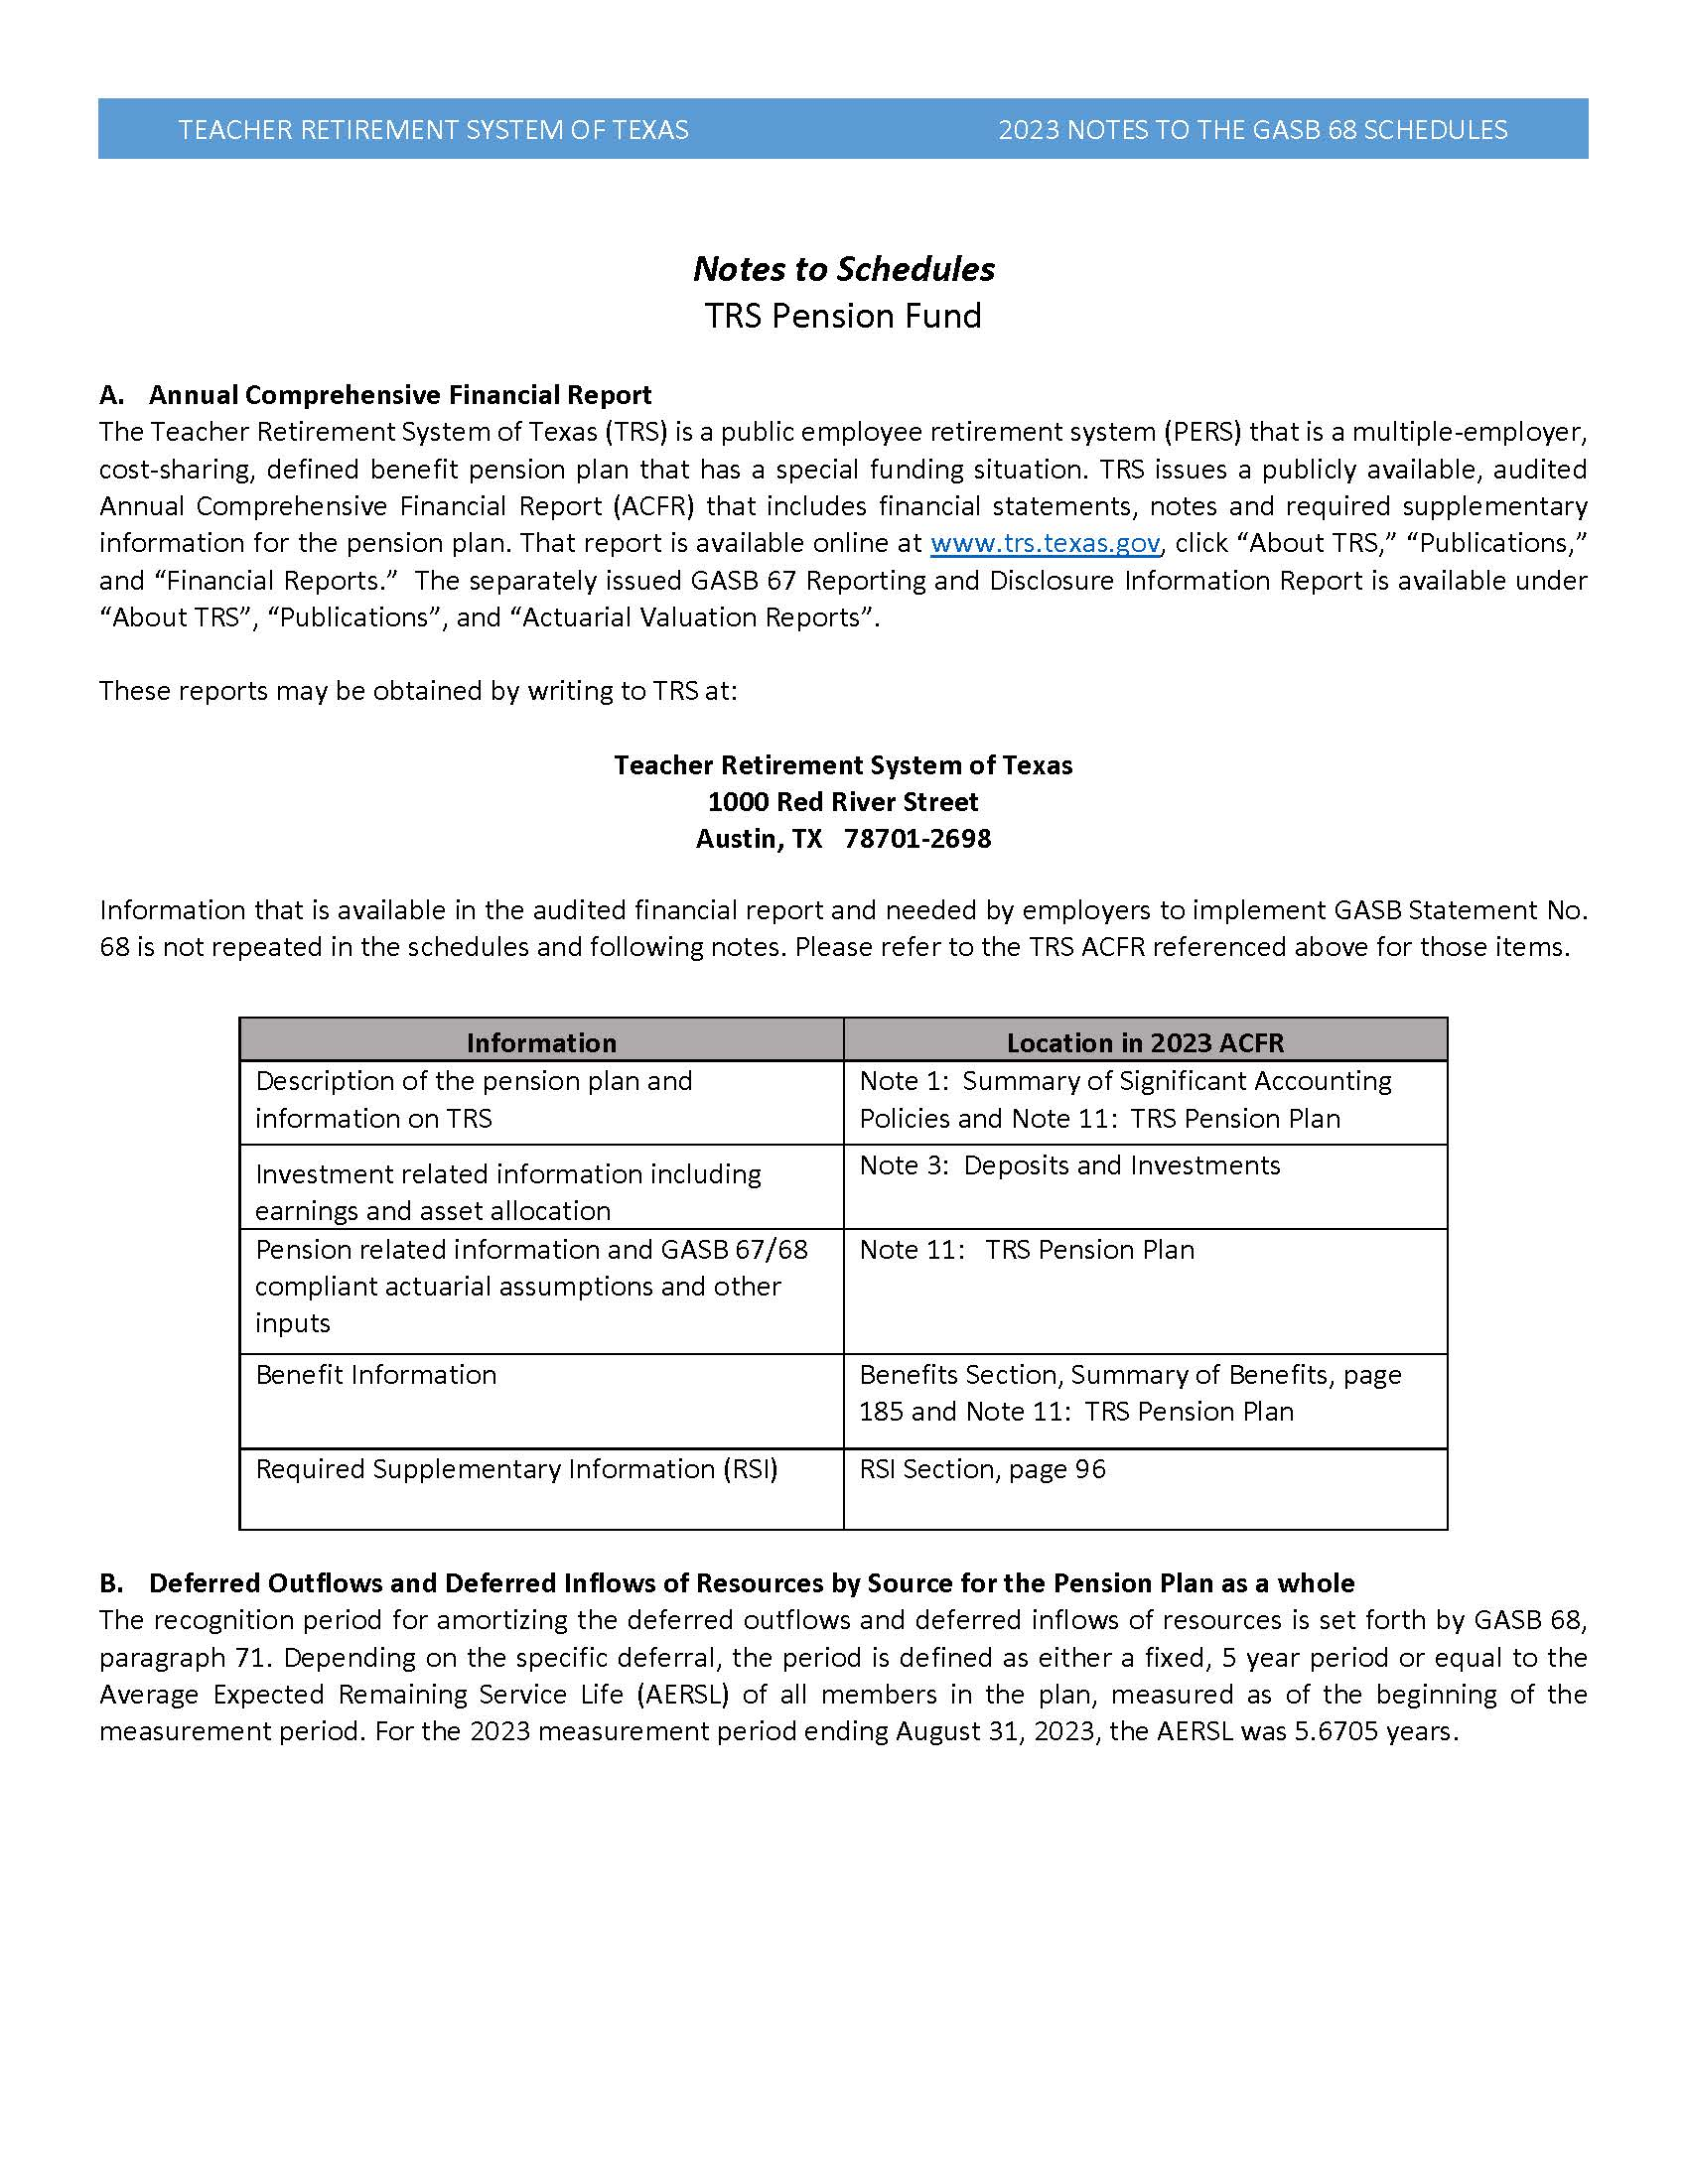 TEACHER RETIREMENT SYSTEM OF TEXAS 2023 NOTES TO THE GASB 68 SCHEDULES
Notes to Schedules
TRS Pension Fund
A. Annual Comprehensive Financial Report
The Teacher Retirement System of Texas (TRS) is a public employee retirement system (PERS) that is a multiple-employer,
cost-sharing, defined benefit pension plan that has a special funding situation. TRS issues a publicly available, audited
Annual Comprehensive Financial Report (ACFR) that includes financial statements, notes and required supplementary
information for the pension plan. That report is available online at www.trs.texas.gov, click “About TRS,” “Publications,”
and “Financial Reports.” The separately issued GASB 67 Reporting and Disclosure Information Report is available under
“About TRS”, “Publications”, and “Actuarial Valuation Reports”.
These reports may be obtained by writing to TRS at:
Teacher Retirement System of Texas
1000 Red River Street
Austin, TX 78701-2698
Information that is available in the audited financial report and needed by employers to implement GASB Statement No.
68 is not repeated in the schedules and following notes. Please refer to the TRS ACFR referenced above for those items.
Information
Location in 2023 ACFR
Description of the pension plan and
information on TRS
Note 1: Summary of Significant Accounting
Policies and Note 11: TRS Pension Plan
Investment related information including
earnings and asset allocation
Note 3: Deposits and Investments
Pension related information and GASB 67/68
compliant actuarial assumptions and other
inputs
Note 11: TRS Pension Plan
Benefit Information
Benefits Section, Summary of Benefits, page
185 and Note 11: TRS Pension Plan
Required Supplementary Information (RSI)
RSI Section, page 96
B. Deferred Outflows and Deferred Inflows of Resources by Source for the Pension Plan as a whole
The recognition period for amortizing the deferred outflows and deferred inflows of resources is set forth by GASB 68,
paragraph 71. Depending on the specific deferral, the period is defined as either a fixed, 5 year period or equal to the
Average Expected Remaining Service Life (AERSL) of all members in the plan, measured as of the beginning of the
measurement period. For the 2023 measurement period ending August 31, 2023, the AERSL was 5.6705 years.